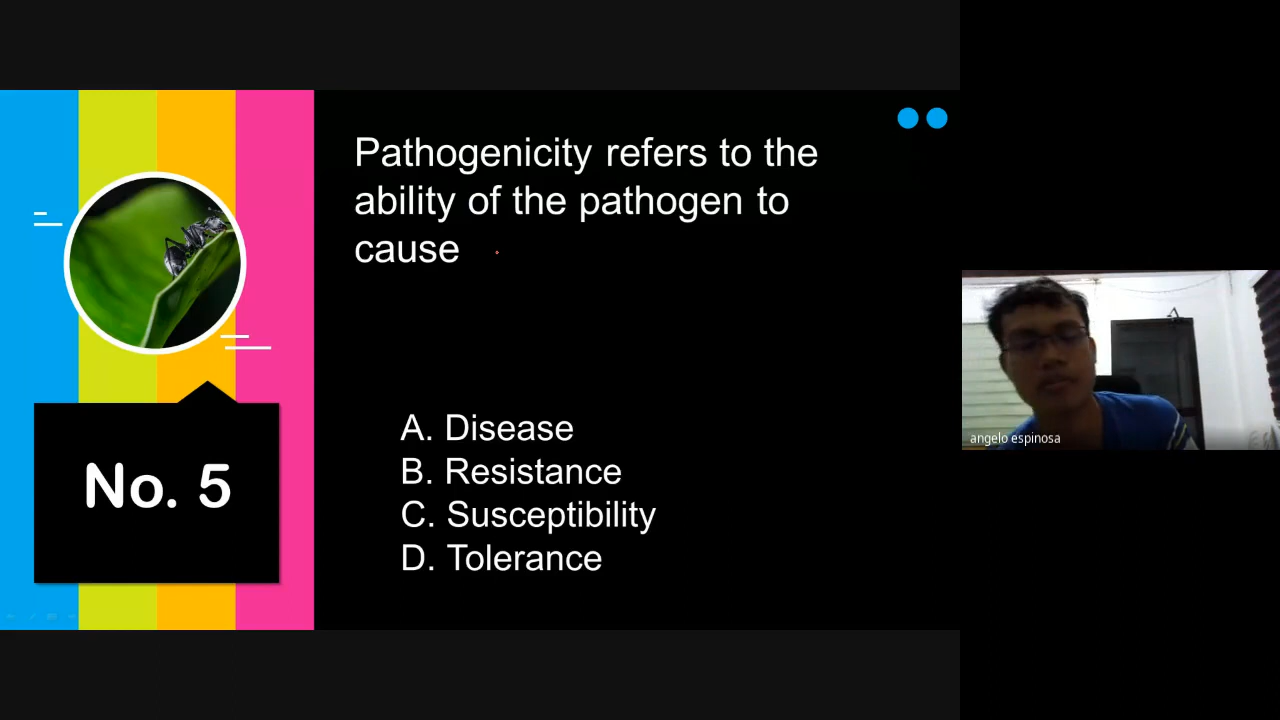 Pathogenicity refers to the
ability of the pathogen to
cause
A. Disease
B. Resistance
C. Susceptibility
D. Tolerance
No. 5
angelo espinosa